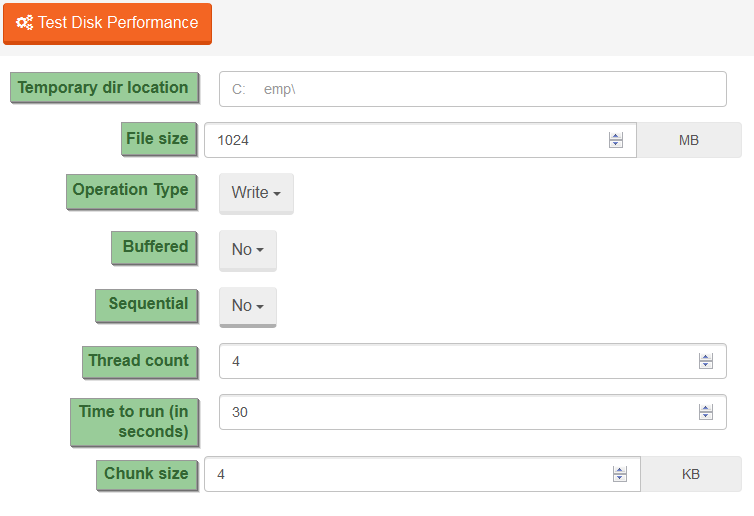 Test Disk Performance
Temporary dir location
C: emp\
File size
1024
MB
Operation Type
Write
Buffered
No
Sequential
No
Thread count
4
Time to run (in
seconds)
30
Chunk size
4
KB